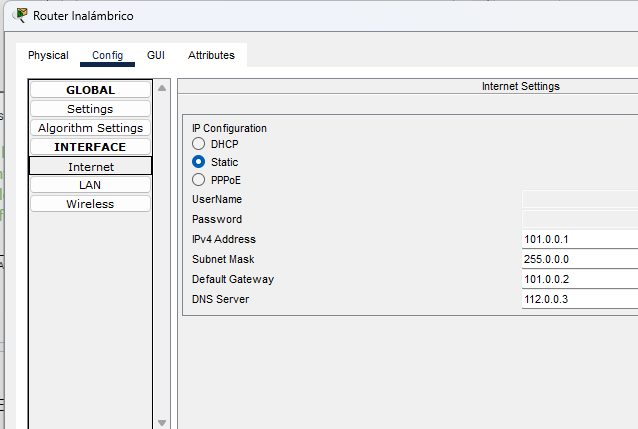 Router Inalámbrico
Physical Config GUI Attributes
GLOBAL
Settings
Algorithm Settings
INTERFACE
Internet
LAN
Wireless
Internet Settings
IP Configuration
DHCP
Static
PPPoE
UserName
Password
IPv4 Address 101.0.0.1
Subnet Mask 255.0.0.0
Default Gateway 101.0.0.2
DNS Server 112.0.0.3